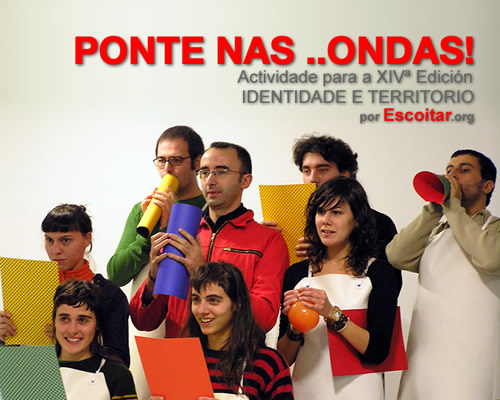 PONTE NAS ..ONDAS!
Actividade para a XIVª Edición
IDENTIDADE E TERRITORIO
por Escoitar.org